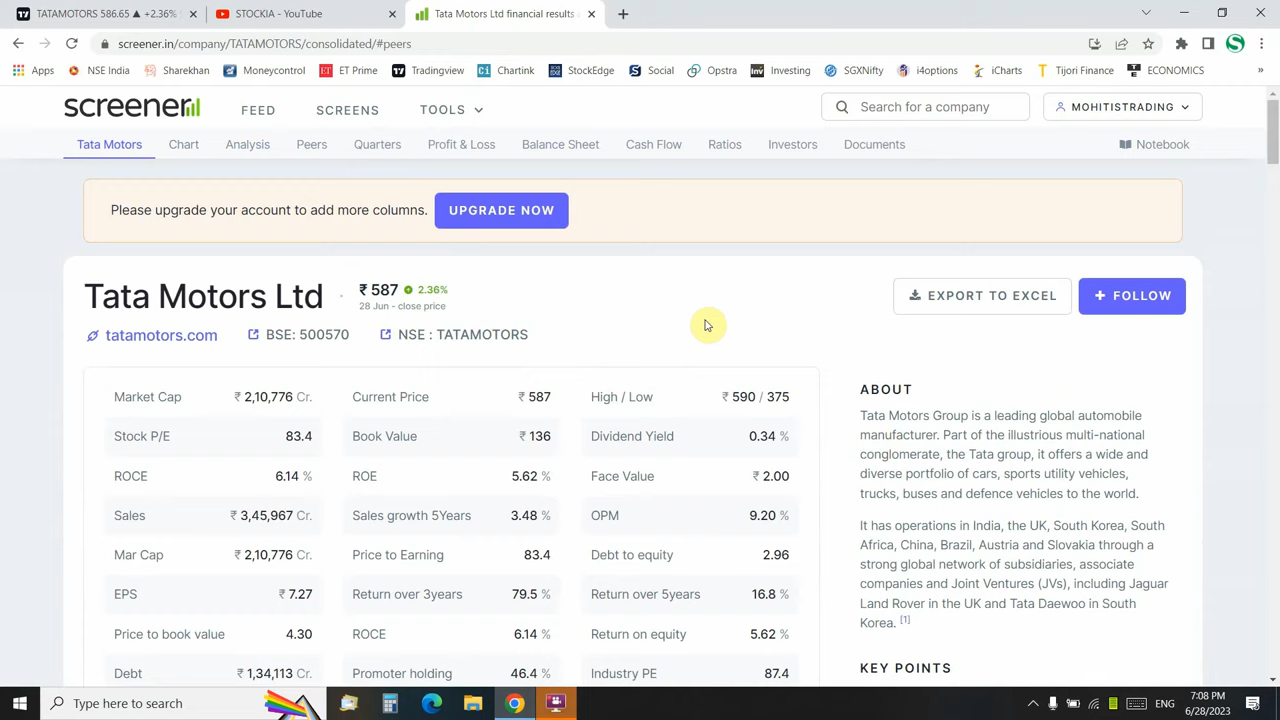 TATAMOTORS 586.65 ▲ +2.36%
STOCKIA - YouTube
Tata Motors Ltd financial results
screener.in/company/TATAMOTORS/consolidated/#peers
Apps NSE India Sharekhan Moneycontrol ET Prime Tradingview Chartink StockEdge Social Opstra Investing SGXNifty i4options iCharts Tijori Finance ECONOMICS »
screener FEED SCREENS TOOLS Search for a company MOHITISTRADING
Tata Motors Chart Analysis Peers Quarters Profit & Loss Balance Sheet Cash Flow Ratios Investors Documents Notebook
Please upgrade your account to add more columns. UPGRADE NOW
Tata Motors Ltd ₹ 587 2.36%
28 Jun - close price
EXPORT TO EXCEL + FOLLOW
tatamotors.com BSE: 500570 NSE : TATAMOTORS
Market Cap ₹ 2,10,776 Cr. Current Price ₹ 587 High / Low ₹ 590 / 375
Stock P/E 83.4 Book Value ₹ 136 Dividend Yield 0.34 %
ROCE 6.14 % ROE 5.62 % Face Value ₹ 2.00
Sales ₹ 3,45,967 Cr. Sales growth 5Years 3.48 % OPM 9.20 %
Mar Cap ₹ 2,10,776 Cr. Price to Earning 83.4 Debt to equity 2.96
EPS ₹ 7.27 Return over 3years 79.5 % Return over 5years 16.8 %
Price to book value 4.30 ROCE 6.14 % Return on equity 5.62 %
Debt ₹ 1,34,113 Cr. Promoter holding 46.4 % Industry PE 87.4
ABOUT
Tata Motors Group is a leading global automobile
manufacturer. Part of the illustrious multi-national
conglomerate, the Tata group, it offers a wide and
diverse portfolio of cars, sports utility vehicles,
trucks, buses and defence vehicles to the world.
It has operations in India, the UK, South Korea, South
Africa, China, Brazil, Austria and Slovakia through a
strong global network of subsidiaries, associate
companies and Joint Ventures (JVs), including Jaguar
Land Rover in the UK and Tata Daewoo in South
Korea. [1]
KEY POINTS
Type here to search
ENG
7:08 PM
6/28/2023